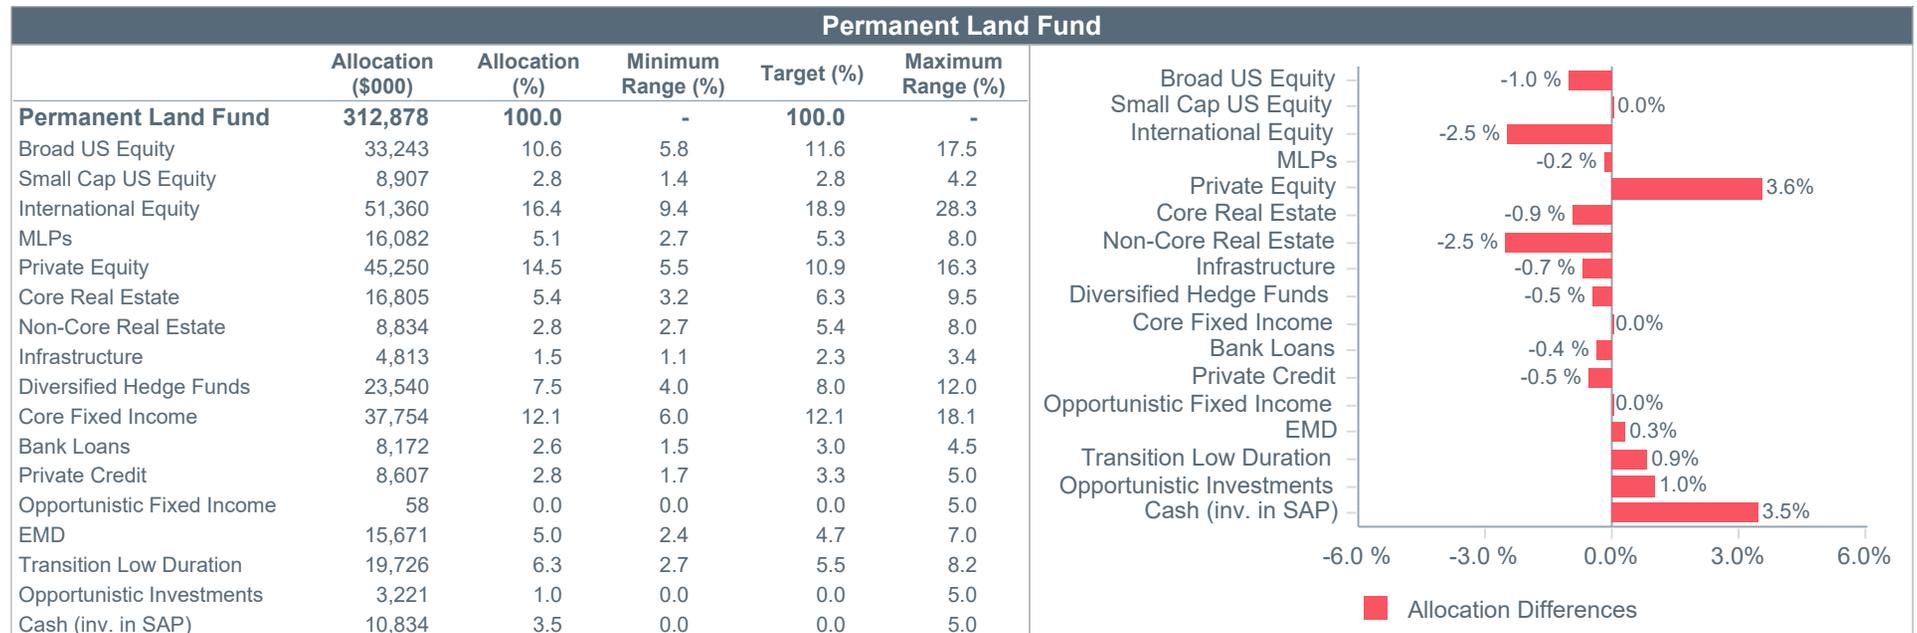 Permanent Land Fund
Allocation ($000) Allocation (%) Minimum Range (%) Target (%) Maximum Range (%)
Permanent Land Fund 312,878 100.0 - 100.0 -
Broad US Equity 33,243 10.6 5.8 11.6 17.5
Small Cap US Equity 8,907 2.8 1.4 2.8 4.2
International Equity 51,360 16.4 9.4 18.9 28.3
MLPs 16,082 5.1 2.7 5.3 8.0
Private Equity 45,250 14.5 5.5 10.9 16.3
Core Real Estate 16,805 5.4 3.2 6.3 9.5
Non-Core Real Estate 8,834 2.8 2.7 5.4 8.0
Infrastructure 4,813 1.5 1.1 2.3 3.4
Diversified Hedge Funds 23,540 7.5 4.0 8.0 12.0
Core Fixed Income 37,754 12.1 6.0 12.1 18.1
Bank Loans 8,172 2.6 1.5 3.0 4.5
Private Credit 8,607 2.8 1.7 3.3 5.0
Opportunistic Fixed Income 58 0.0 0.0 0.0 5.0
EMD 15,671 5.0 2.4 4.7 7.0
Transition Low Duration 19,726 6.3 2.7 5.5 8.2
Opportunistic Investments 3,221 1.0 0.0 0.0 5.0
Cash (inv. in SAP) 10,834 3.5 0.0 0.0 5.0
Broad US Equity -1.0 %
Small Cap US Equity 0.0%
International Equity -2.5 %
MLPs -0.2 %
Private Equity 3.6%
Core Real Estate -0.9 %
Non-Core Real Estate -2.5 %
Infrastructure -0.7 %
Diversified Hedge Funds -0.5 %
Core Fixed Income 0.0%
Bank Loans -0.4 %
Private Credit -0.5 %
Opportunistic Fixed Income 0.0%
EMD 0.3%
Transition Low Duration 0.9%
Opportunistic Investments 1.0%
Cash (inv. in SAP) 3.5%
-6.0 % -3.0 % 0.0% 3.0% 6.0%
Allocation Differences